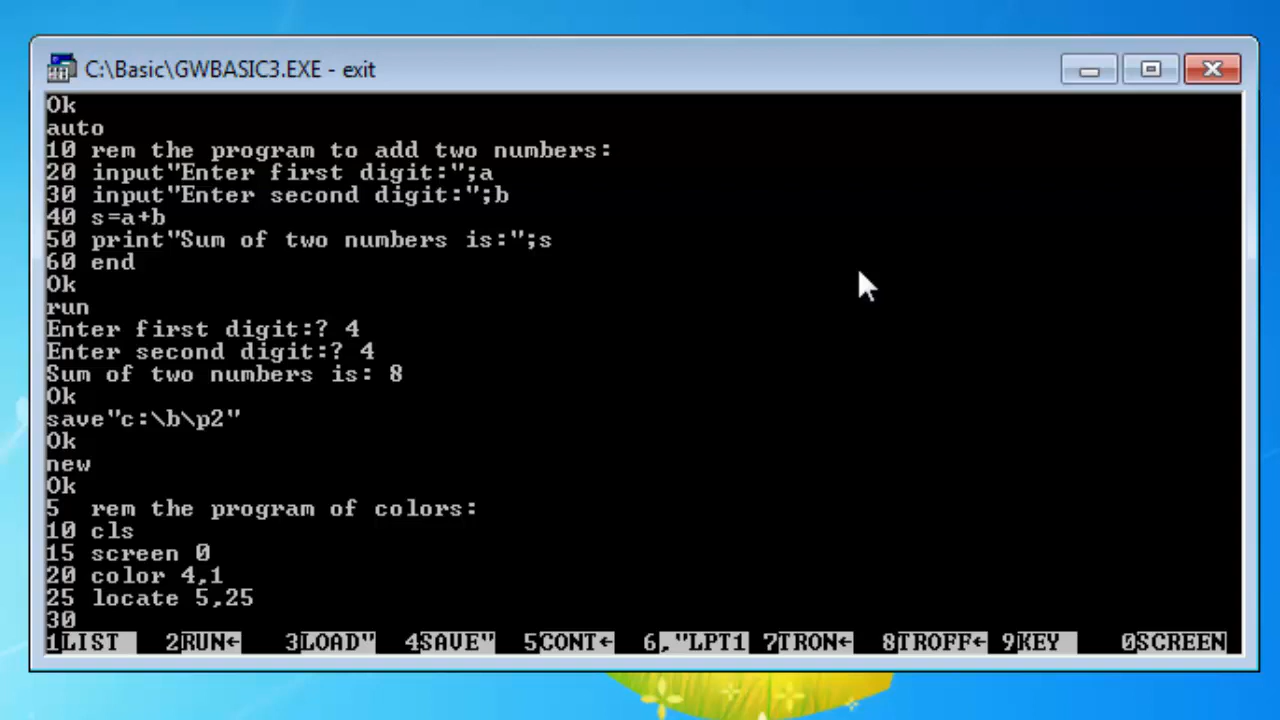 C:\Basic\GWBASIC3.EXE - exit
Ok
auto
10 rem the program to add two numbers:
20 input"Enter first digit:";a
30 input"Enter second digit:";b
40 s=a+b
50 print"Sum of two numbers is:";s
60 end
Ok
run
Enter first digit:? 4
Enter second digit:? 4
Sum of two numbers is: 8
Ok
save"c:\b\p2"
Ok
new
Ok
5  rem the program of colors:
10 cls
15 screen 0
20 color 4,1
25 locate 5,25
30
1LIST  2RUN←  3LOAD"  4SAVE"  5CONT←  6,"LPT1  7TRON←  8TROFF←  9KEY  0SCREEN